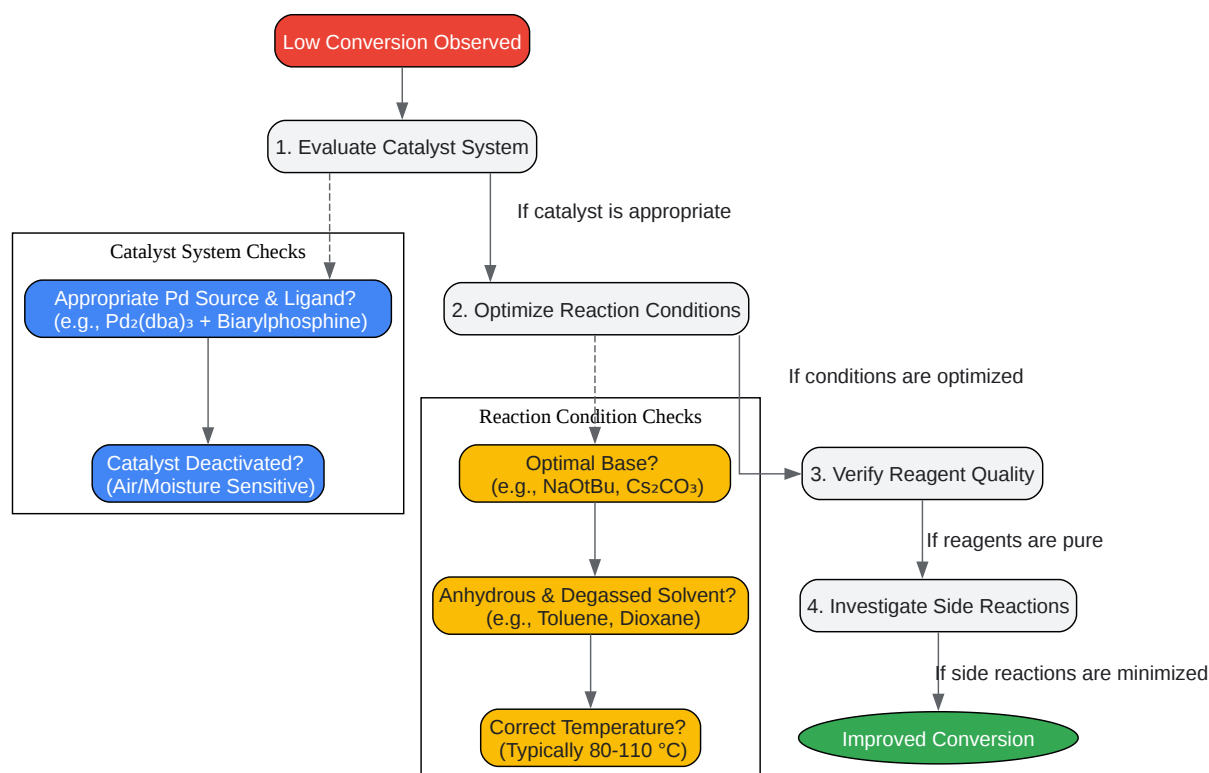 Low Conversion Observed
1. Evaluate Catalyst System
If catalyst is appropriate
Catalyst System Checks
Appropriate Pd Source & Ligand?
(e.g., Pd₂(dba)₃ + Biarylphosphine)
Catalyst Deactivated?
(Air/Moisture Sensitive)
2. Optimize Reaction Conditions
If conditions are optimized
Reaction Condition Checks
Optimal Base?
(e.g., NaOtBu, Cs₂CO₃)
Anhydrous & Degassed Solvent?
(e.g., Toluene, Dioxane)
Correct Temperature?
(Typically 80-110 °C)
3. Verify Reagent Quality
If reagents are pure
4. Investigate Side Reactions
If side reactions are minimized
Improved Conversion